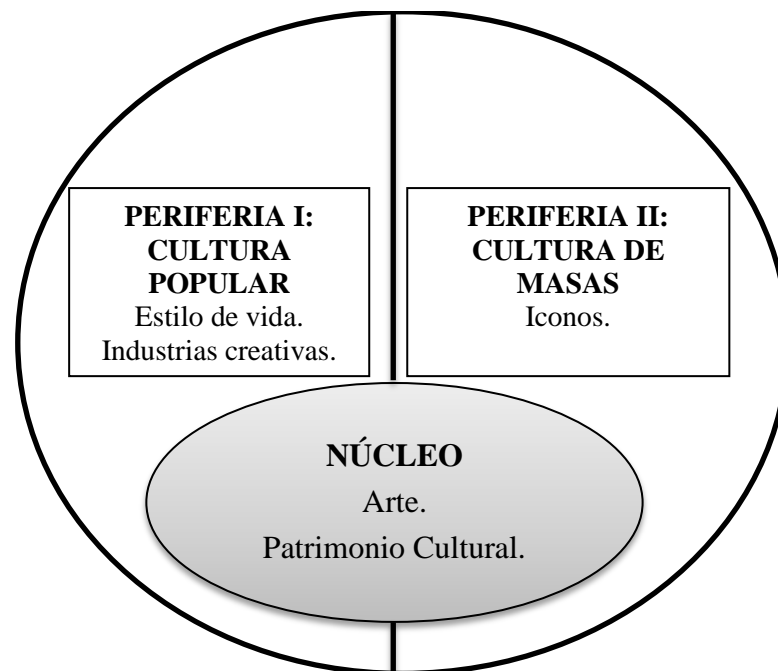 PERIFERIA I:
CULTURA
POPULAR
Estilo de vida.
Industrias creativas.
PERIFERIA II:
CULTURA DE
MASAS
Iconos.
NÚCLEO
Arte.
Patrimonio Cultural.